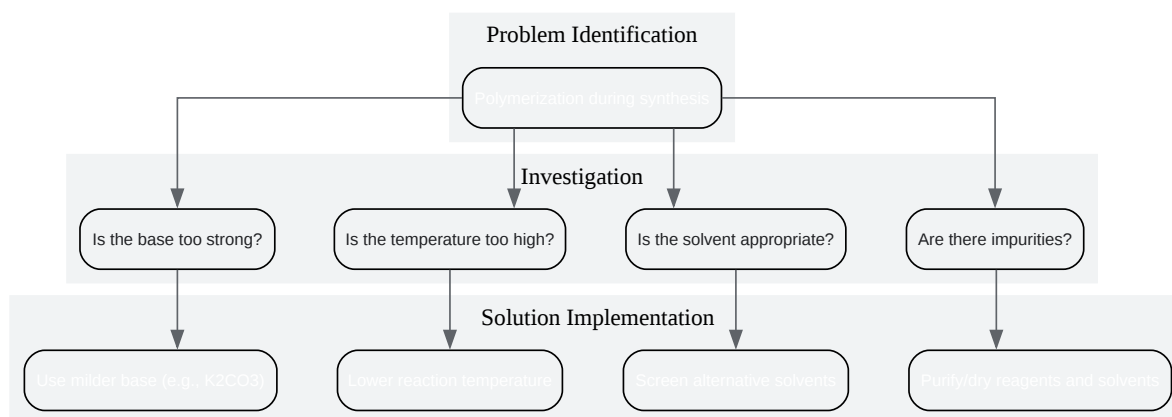 Problem Identification
Polymerization during synthesis
Investigation
Is the base too strong?
Is the temperature too high?
Is the solvent appropriate?
Are there impurities?
Solution Implementation
Use milder base (e.g., K2CO3)
Lower reaction temperature
Screen alternative solvents
Purify/dry reagents and solvents